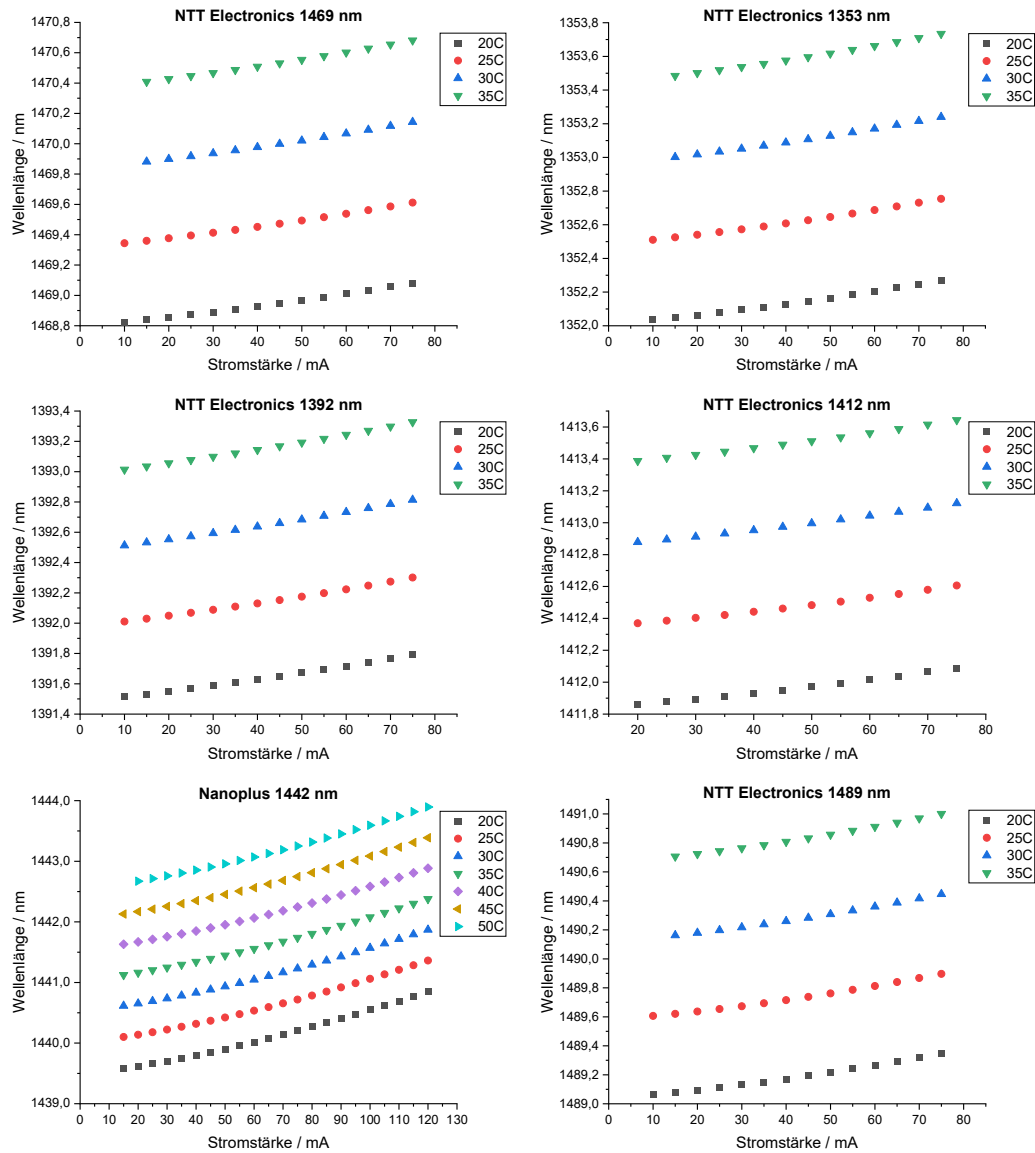 NTT Electronics 1469 nm
1470,8
1470,6
1470,4
1470,2
1470,0
1469,8
1469,6
1469,4
1469,2
1469,0
1468,8
Wellenlänge / nm
0 10 20 30 40 50 60 70 80
Stromstärke / mA
20C
25C
30C
35C
NTT Electronics 1353 nm
1353,8
1353,6
1353,4
1353,2
1353,0
1352,8
1352,6
1352,4
1352,2
1352,0
Wellenlänge / nm
0 10 20 30 40 50 60 70 80
Stromstärke / mA
20C
25C
30C
35C
NTT Electronics 1392 nm
1393,4
1393,2
1393,0
1392,8
1392,6
1392,4
1392,2
1392,0
1391,8
1391,6
1391,4
Wellenlänge / nm
0 10 20 30 40 50 60 70 80
Stromstärke / mA
20C
25C
30C
35C
NTT Electronics 1412 nm
1413,6
1413,4
1413,2
1413,0
1412,8
1412,6
1412,4
1412,2
1412,0
1411,8
Wellenlänge / nm
20 30 40 50 60 70 80
Stromstärke / mA
20C
25C
30C
35C
Nanoplus 1442 nm
1444,0
1443,0
1442,0
1441,0
1440,0
1439,0
Wellenlänge / nm
0 10 20 30 40 50 60 70 80 90 100 110 120 130
Stromstärke / mA
20C
25C
30C
35C
40C
45C
50C
NTT Electronics 1489 nm
1491,0
1490,8
1490,6
1490,4
1490,2
1490,0
1489,8
1489,6
1489,4
1489,2
1489,0
Wellenlänge / nm
0 10 20 30 40 50 60 70 80
Stromstärke / mA
20C
25C
30C
35C